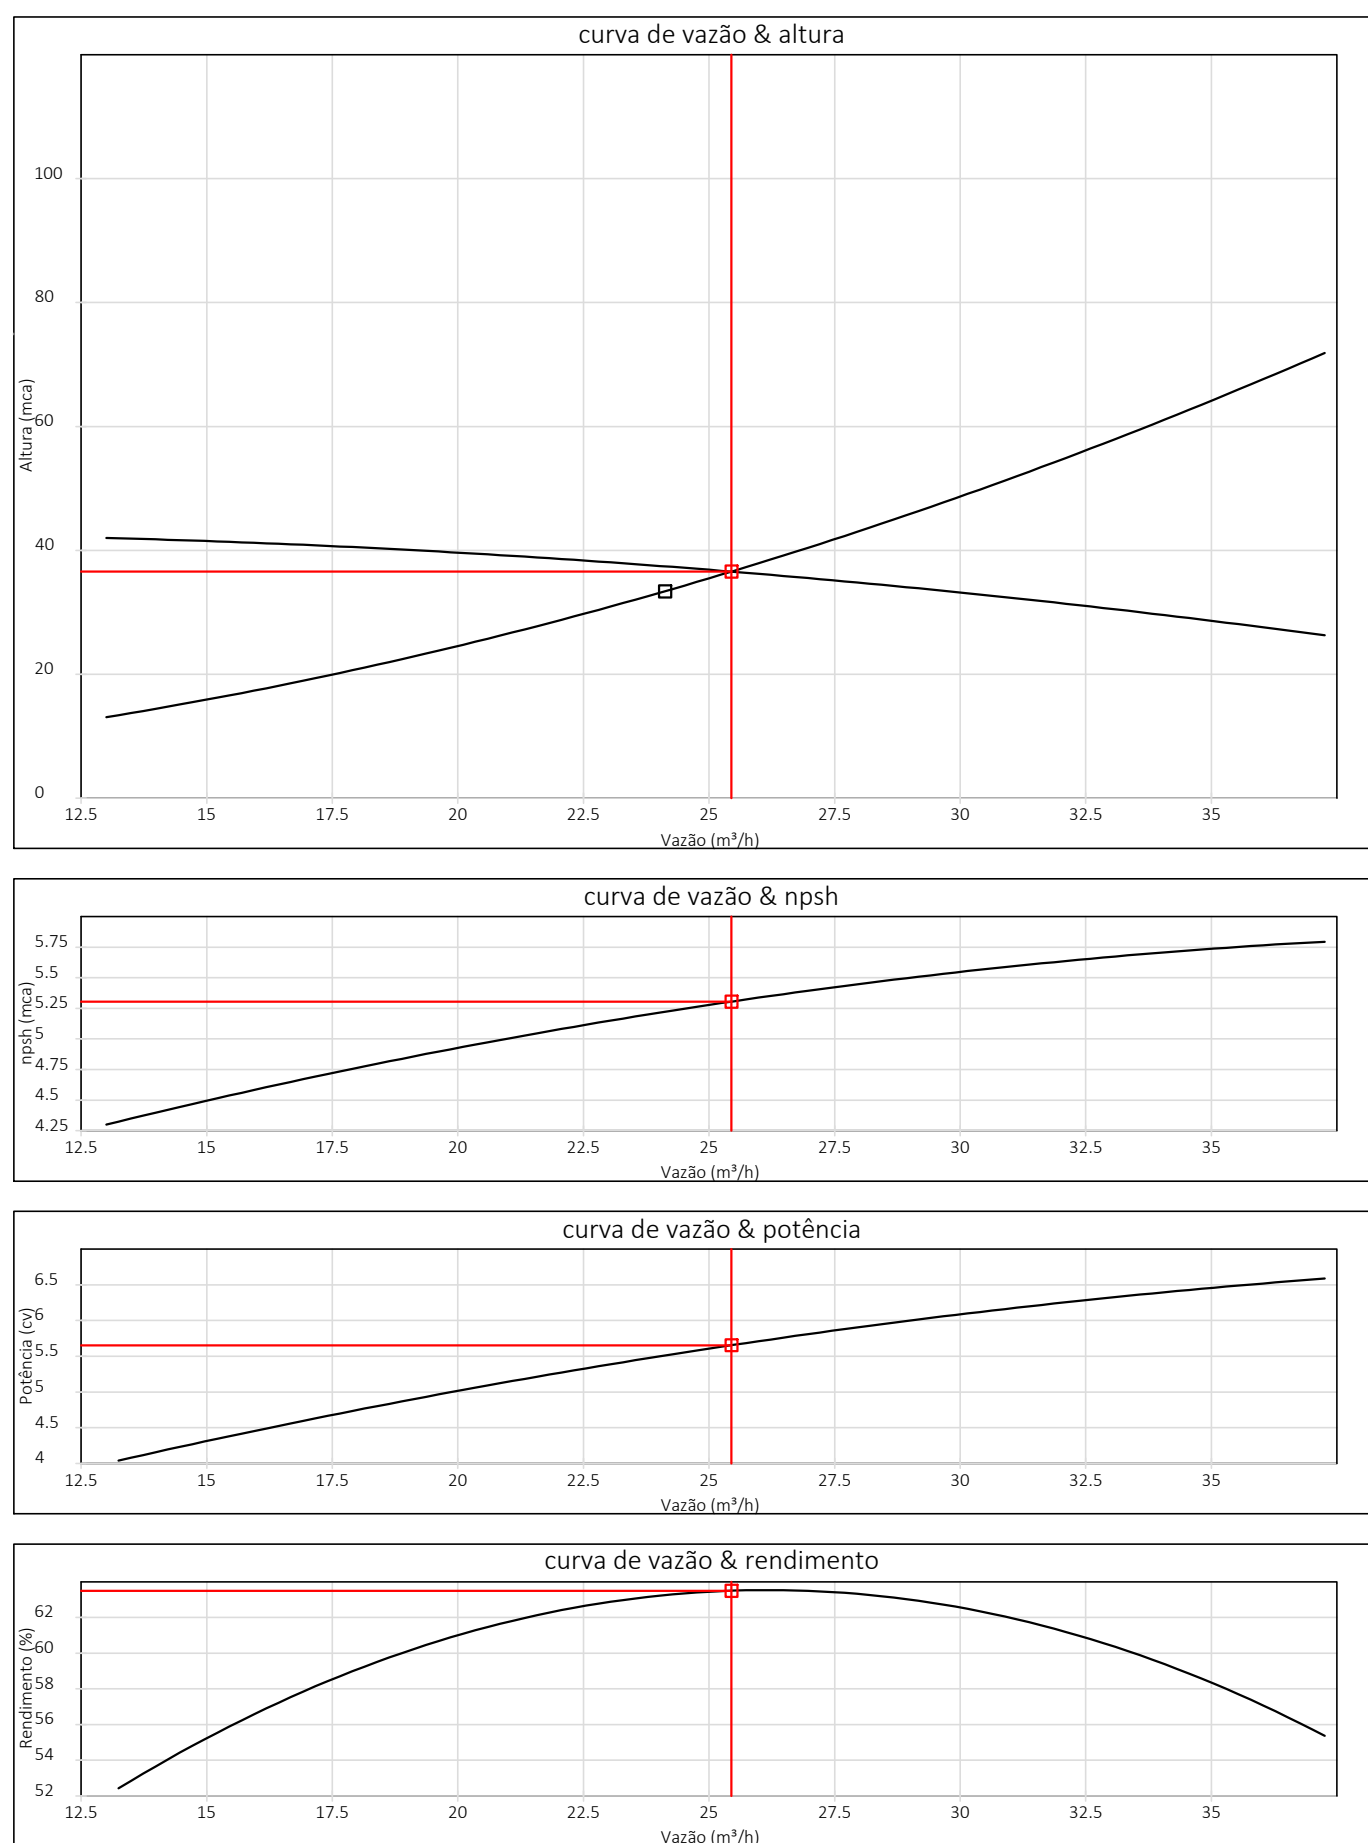 curva de vazão & altura
100
80
60
40
20
0
Altura (mca)
12.5 15 17.5 20 22.5 25 27.5 30 32.5 35
Vazão (m³/h)
curva de vazão & npsh
5.75
5.5
5.25
5
4.75
4.5
4.25
npsh (mca)
12.5 15 17.5 20 22.5 25 27.5 30 32.5 35
Vazão (m³/h)
curva de vazão & potência
6.5
6
5.5
5
4.5
4
Potência (cv)
12.5 15 17.5 20 22.5 25 27.5 30 32.5 35
Vazão (m³/h)
curva de vazão & rendimento
62
60
58
56
54
52
Rendimento (%)
12.5 15 17.5 20 22.5 25 27.5 30 32.5 35
Vazão (m³/h)